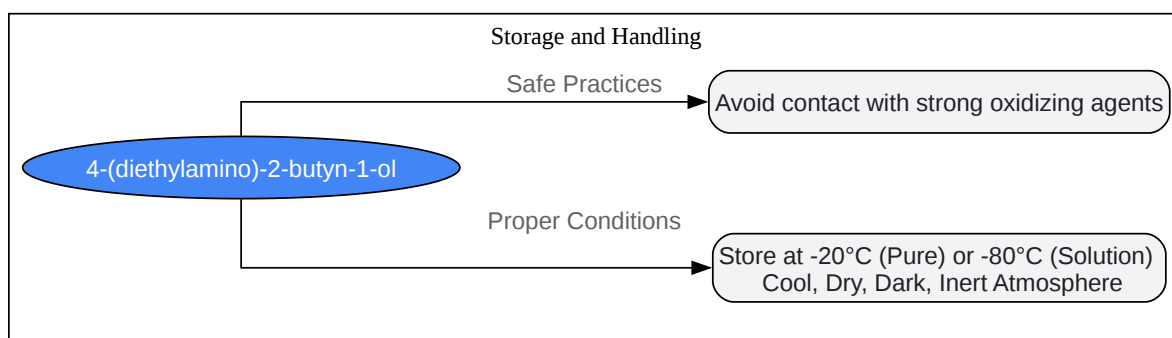 Storage and Handling
Safe Practices
Avoid contact with strong oxidizing agents
4-(diethylamino)-2-butyn-1-ol
Proper Conditions
Store at -20°C (Pure) or -80°C (Solution)
Cool, Dry, Dark, Inert Atmosphere